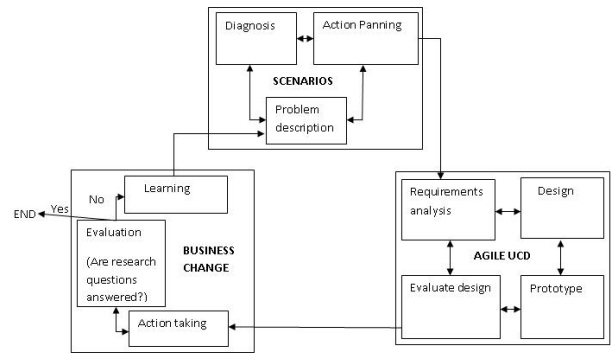 Diagnosis
Action Panning
SCENARIOS
Problem
description
Learning
No
Yes
END
Evaluation
(Are research
questions
answered?)
BUSINESS
CHANGE
Action taking
Requirements
analysis
Design
AGILE UCD
Evaluate design
Prototype